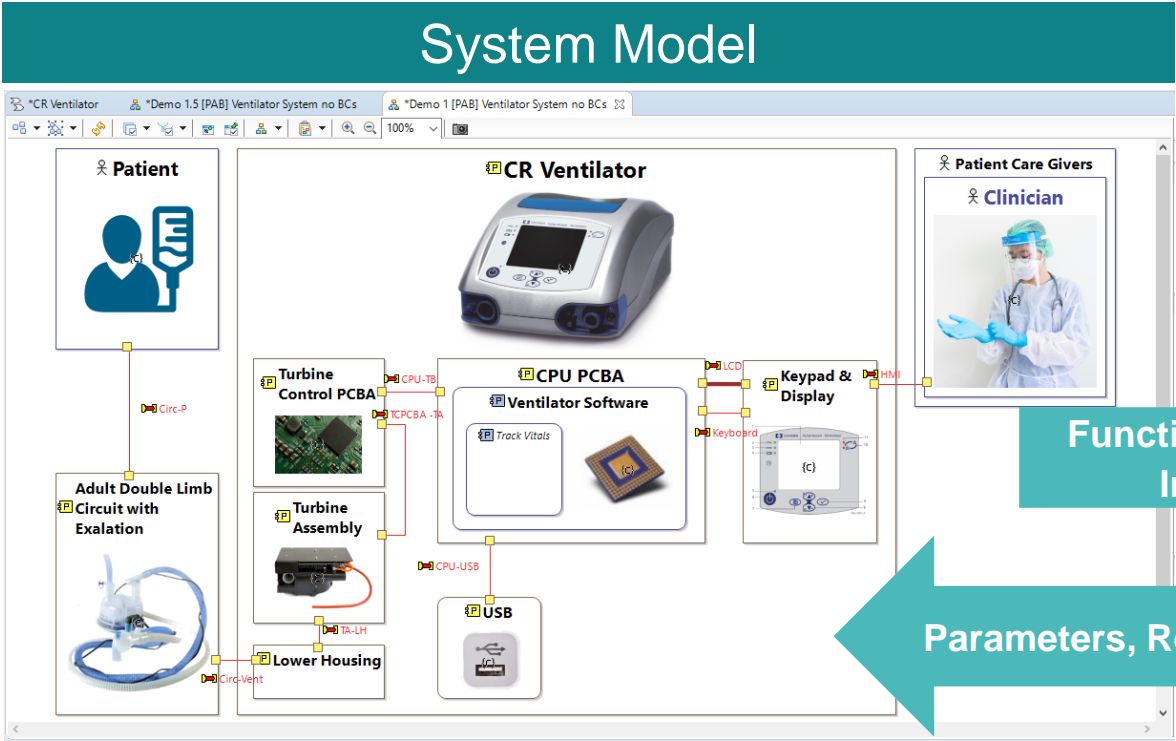 System Model
*CR Ventilator
*Demo 1.5 [PAB] Ventilator System no BCs
*Demo 1 [PAB] Ventilator System no BCs
100%
Patient
CR Ventilator
Patient Care Givers
Clinician
{C}
{C}
{C}
Turbine
Control PCBA
CPU-TB
TCPCBA -TA
CPU PCBA
Ventilator Software
Track Vitals
{C}
LCD
Keyboard
Keypad &
Display
{C}
HMI
Circ-P
Adult Double Limb
Circuit with
Exalation
{C}
Turbine
Assembly
{C}
CPU-USB
USB
{C}
TA-LH
Lower Housing
Circ-Vent
Functi
Parameters, R